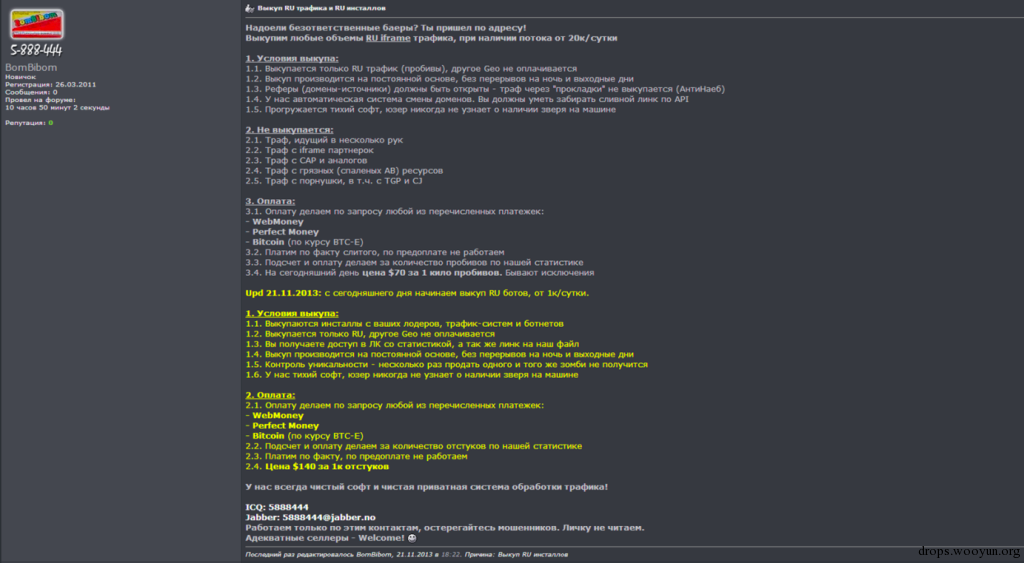 BomBibom
5-888-444
BomBibom
Новичок
Регистрация: 26.03.2011
Сообщения: 0
Провел на форуме:
10 часов 50 минут 2 секунды
Репутация: 0
Выкуп RU трафика и RU инсталлов
Надоели безответственные баеры? Ты пришел по адресу!
Выкупим любые объемы RU iframe трафика, при наличии потока от 20к/сутки
1. Условия выкупа:
1.1. Выкупается только RU трафик (пробивы), другое Geo не оплачивается
1.2. Выкуп производится на постоянной основе, без перерывов на ночь и выходные дни
1.3. Реферы (домены-источники) должны быть открыты - траф через "прокладки" не выкупается (АнтиНаеб)
1.4. У нас автоматическая система смены доменов. Вы должны уметь забирать сливной линк по API
1.5. Прогружается тихий софт, юзер никогда не узнает о наличии зверя на машине
2. Не выкупается:
2.1. Траф, идущий в несколько рук
2.2. Траф с iframe партнерок
2.3. Траф с САР и аналогов
2.4. Траф с грязных (спаленых АВ) ресурсов
2.5. Траф с порнушки, в т.ч. с TGP и CJ
3. Оплата:
3.1. Оплату делаем по запросу любой из перечисленных платежек:
- WebMoney
- Perfect Money
- Bitcoin (по курсу BTC-E)
3.2. Платим по факту слитого, по предоплате не работаем
3.3. Подсчет и оплату делаем за количество пробивов по нашей статистике
3.4. На сегодняшний день цена $70 за 1 кило пробивов. Бывают исключения
Upd 21.11.2013: с сегодняшнего дня начинаем выкуп RU ботов, от 1к/сутки.
1. Условия выкупа:
1.1. Выкупаются инсталлы с ваших лодеров, трафик-систем и ботнетов
1.2. Выкупается только RU, другое Geo не оплачивается
1.3. Вы получаете доступ в ЛК со статистикой, а так же линк на наш файл
1.4. Выкуп производится на постоянной основе, без перерывов на ночь и выходные дни
1.5. Контроль уникальности - несколько раз продать одного и того же зомби не получится
1.6. У нас тихий софт, юзер никогда не узнает о наличии зверя на машине
2. Оплата:
2.1. Оплату делаем по запросу любой из перечисленных платежек:
- WebMoney
- Perfect Money
- Bitcoin (по курсу BTC-E)
2.2. Подсчет и оплату делаем за количество отстуков по нашей статистике
2.3. Платим по факту, по предоплате не работаем
2.4. Цена $140 за 1к отстуков
У нас всегда чистый софт и чистая приватная система обработки трафика!
ICQ: 5888444
Jabber: 5888444@jabber.no
Работаем только по этим контактам, остерегайтесь мошенников. Личку не читаем.
Адекватные селлеры - Welcome!
Последний раз редактировалось BomBibom, 21.11.2013 в 18:22. Причина: Выкуп RU инсталлов
drops.wooyun.org